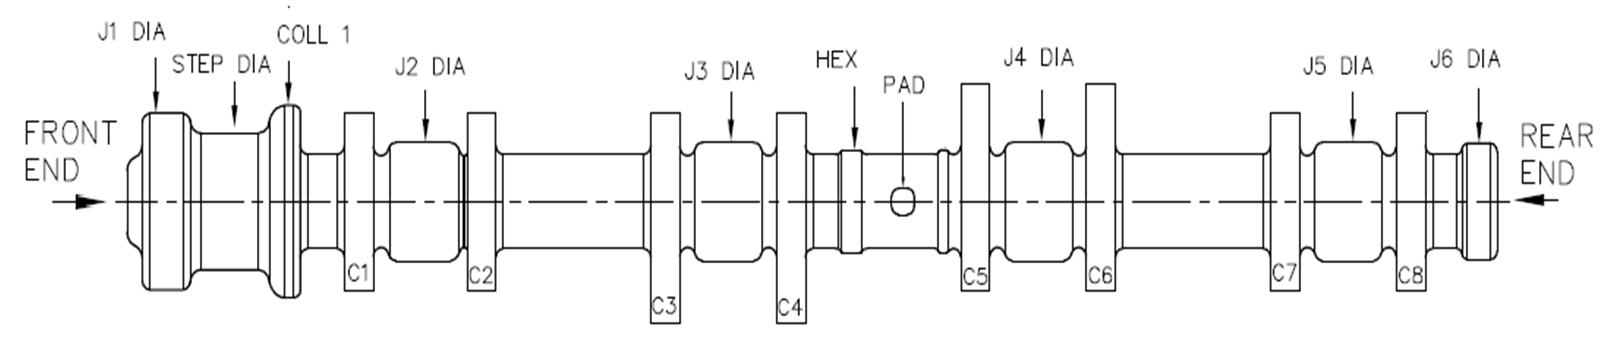 J1 DIA
STEP DIA
COLL 1
J2 DIA
J3 DIA
HEX
PAD
J4 DIA
J5 DIA
J6 DIA
FRONT
END
REAR
END
C1
C2
C3
C4
C5
C6
C7
C8